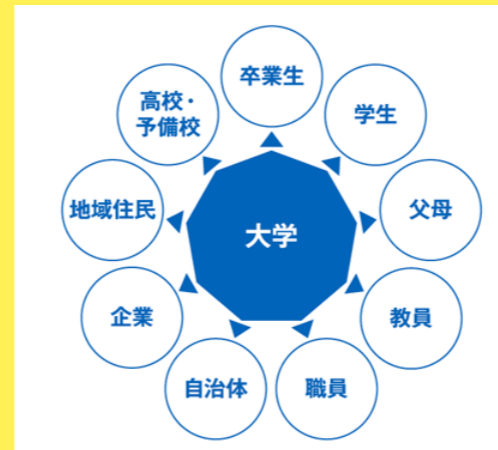 卒業生
学生
父母
教員
職員
自治体
企業
地域住民
高校・
予備校
大学